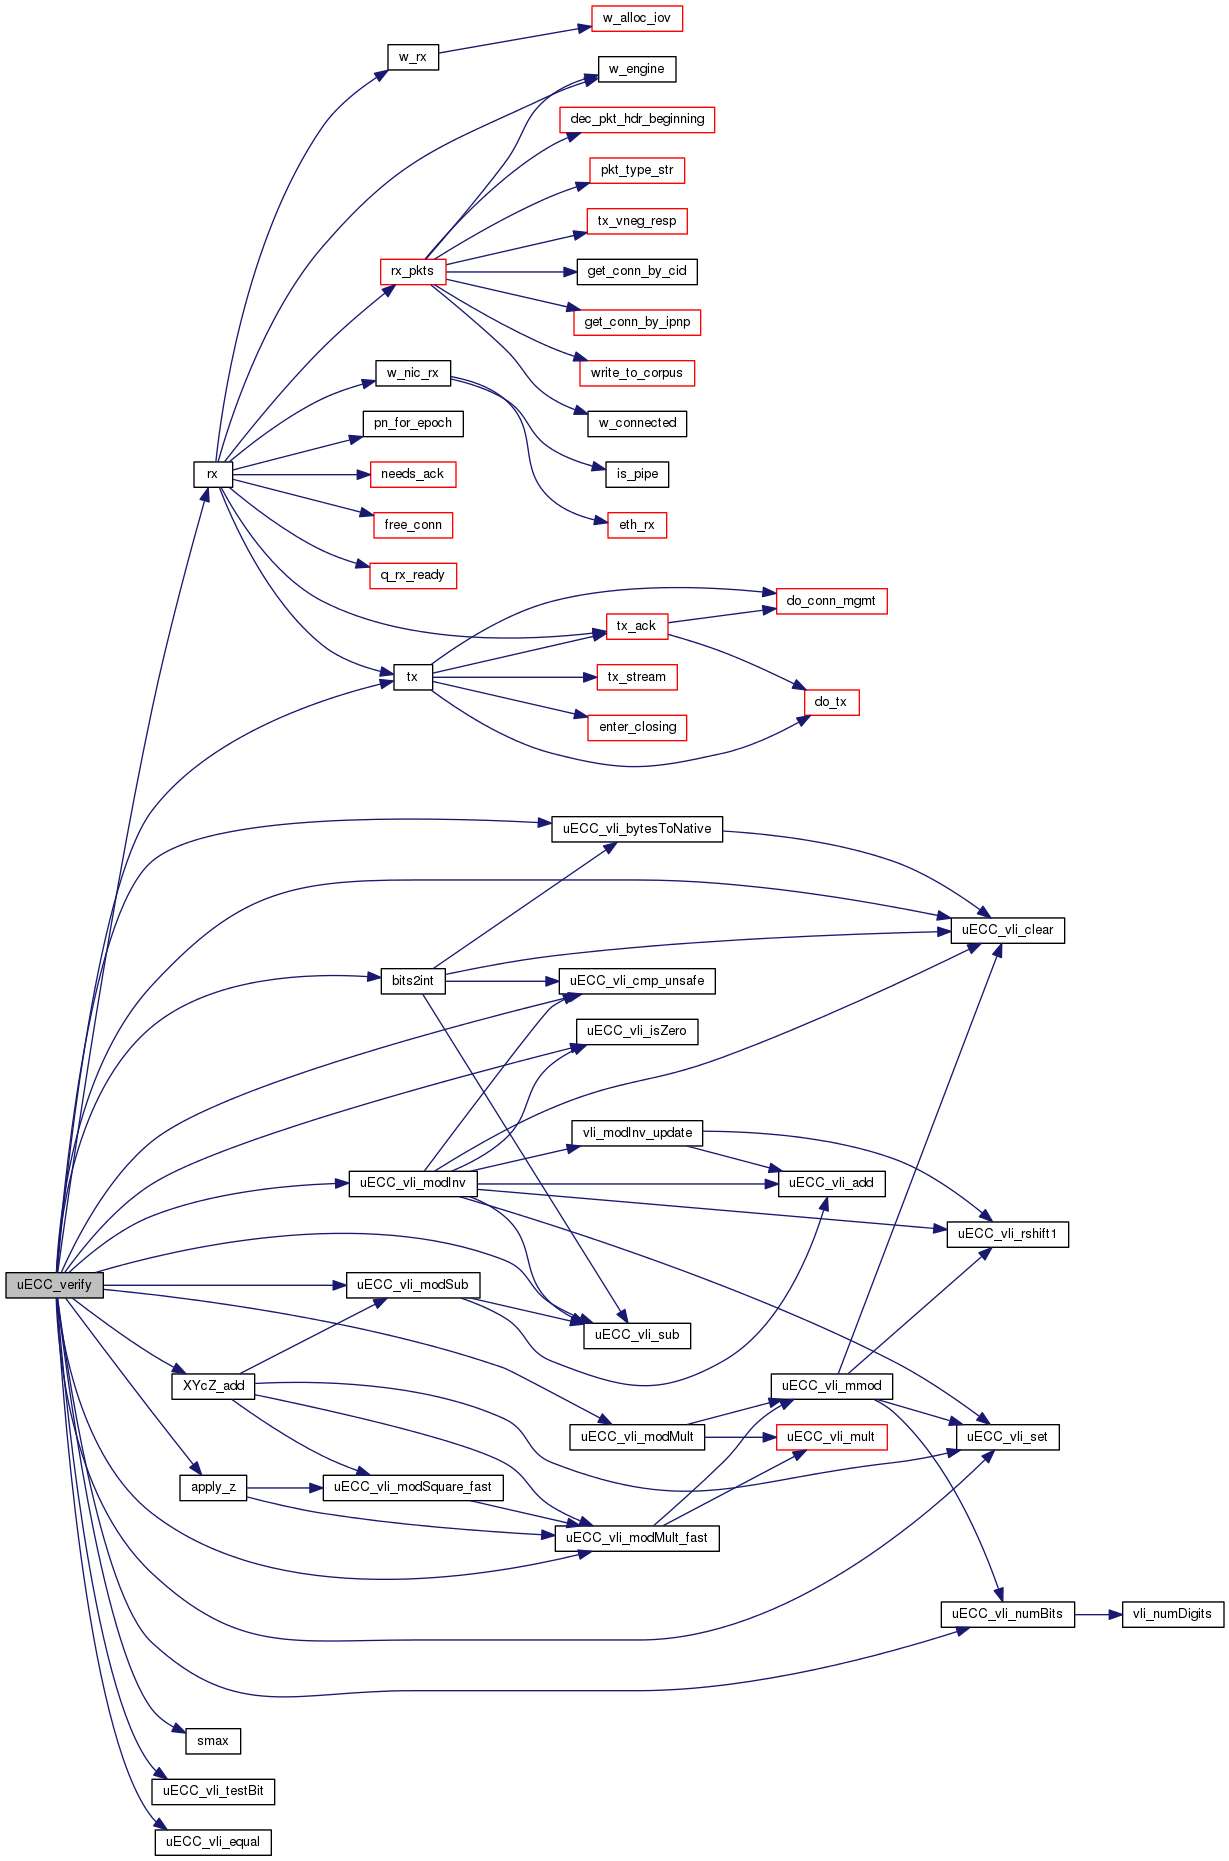 w_alloc_iov
w_rx
w_engine
dec_pkt_hdr_beginning
pkt_type_str
tx_vneg_resp
rx_pkts
get_conn_by_cid
get_conn_by_ipnp
w_nic_rx
write_to_corpus
pn_for_epoch
w_connected
rx
needs_ack
is_pipe
free_conn
eth_rx
q_rx_ready
do_conn_mgmt
tx_ack
tx
tx_stream
do_tx
enter_closing
uECC_vli_bytesToNative
uECC_vli_clear
bits2int
uECC_vli_cmp_unsafe
uECC_vli_isZero
vli_modInv_update
uECC_vli_modInv
uECC_vli_add
uECC_vli_rshift1
uECC_verify
uECC_vli_modSub
uECC_vli_sub
XYcZ_add
uECC_vli_mmod
uECC_vli_modMult
uECC_vli_mult
uECC_vli_set
apply_z
uECC_vli_modSquare_fast
uECC_vli_modMult_fast
uECC_vli_numBits
vli_numDigits
smax
uECC_vli_testBit
uECC_vli_equal